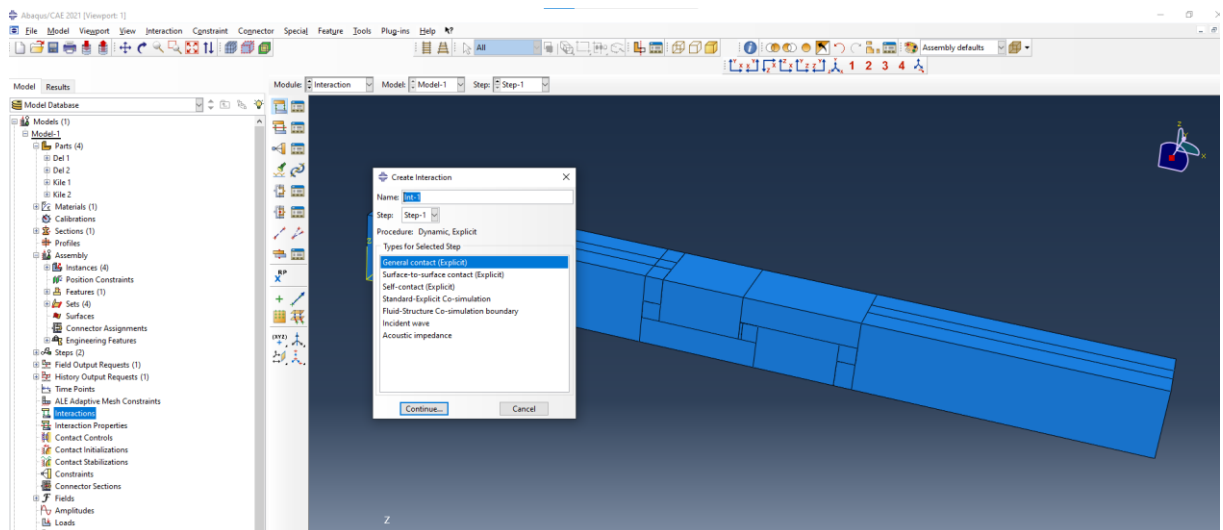 Abaqus/CAE 2021 [Viewport: 1]
File Model Viewport View Interaction Constraint Connector Special Feature Tools Plug-ins Help
All
Assembly defaults
1 2 3 4
Model Results
Module: Interaction Model: Model-1 Step: Step-1
Model Database
Models (1)
Model-1
Parts (4)
Del 1
Del 2
Kile 1
Kile 2
Materials (1)
Calibrations
Sections (1)
Profiles
Assembly
Instances (4)
Position Constraints
Features (1)
Sets (4)
Surfaces
Connector Assignments
Engineering Features
Steps (2)
Field Output Requests (1)
History Output Requests (1)
Time Points
ALE Adaptive Mesh Constraints
Interactions
Interaction Properties
Contact Controls
Contact Initializations
Contact Stabilizations
Constraints
Connector Sections
Fields
Amplitudes
Loads
RP
(XYZ)
Create Interaction
Name: Int-1
Step: Step-1
Procedure: Dynamic, Explicit
Types for Selected Step
General contact (Explicit)
Surface-to-surface contact (Explicit)
Self-contact (Explicit)
Standard-Explicit Co-simulation
Fluid-Structure Co-simulation boundary
Incident wave
Acoustic impedance
Continue... Cancel
Z
X
Z